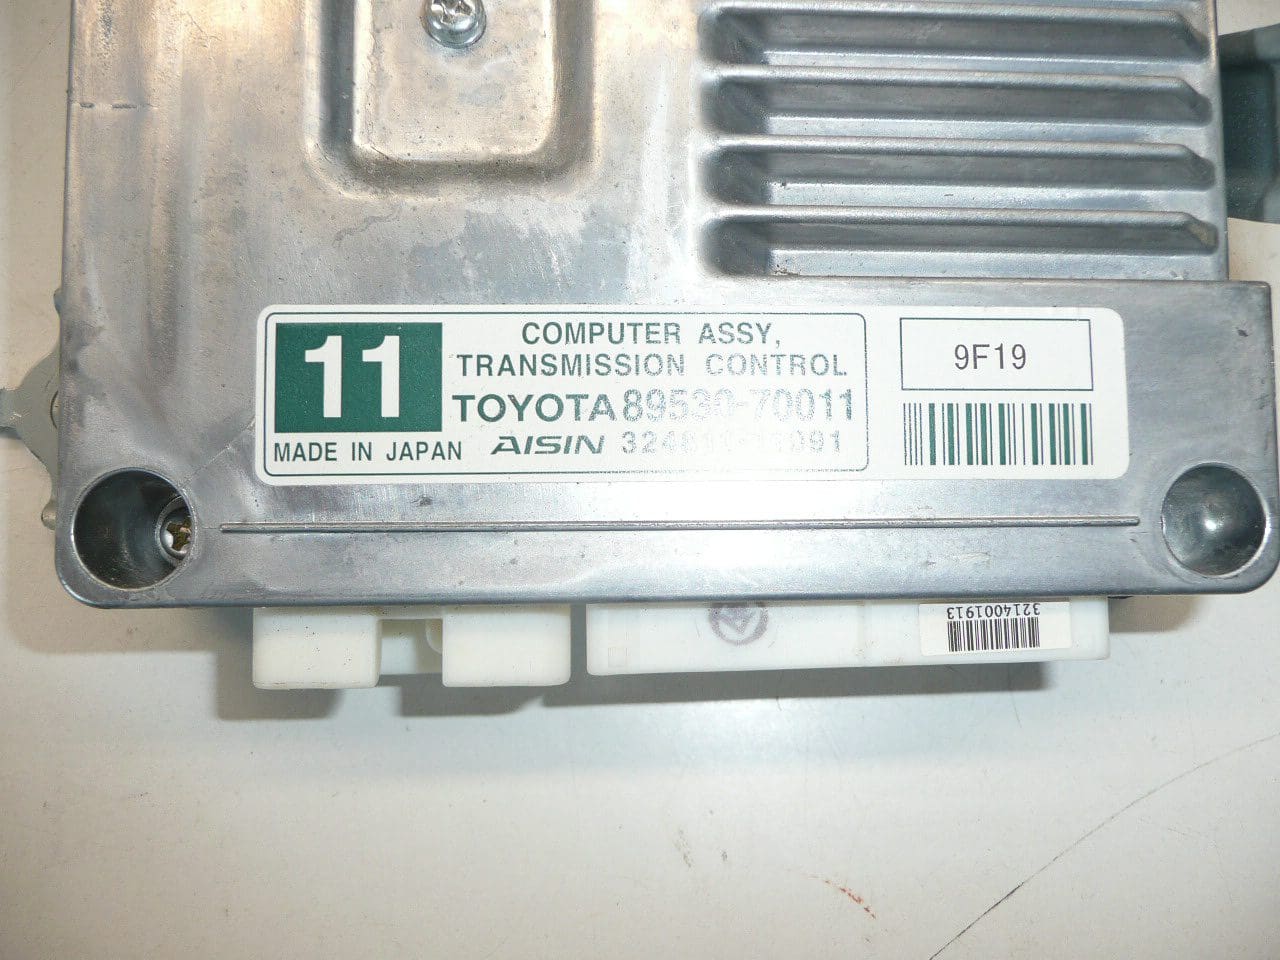 11
COMPUTER ASSY,
TRANSMISSION CONTROL
TOYOTA 89530-70011
MADE IN JAPAN AISIN
9F19
3214001913